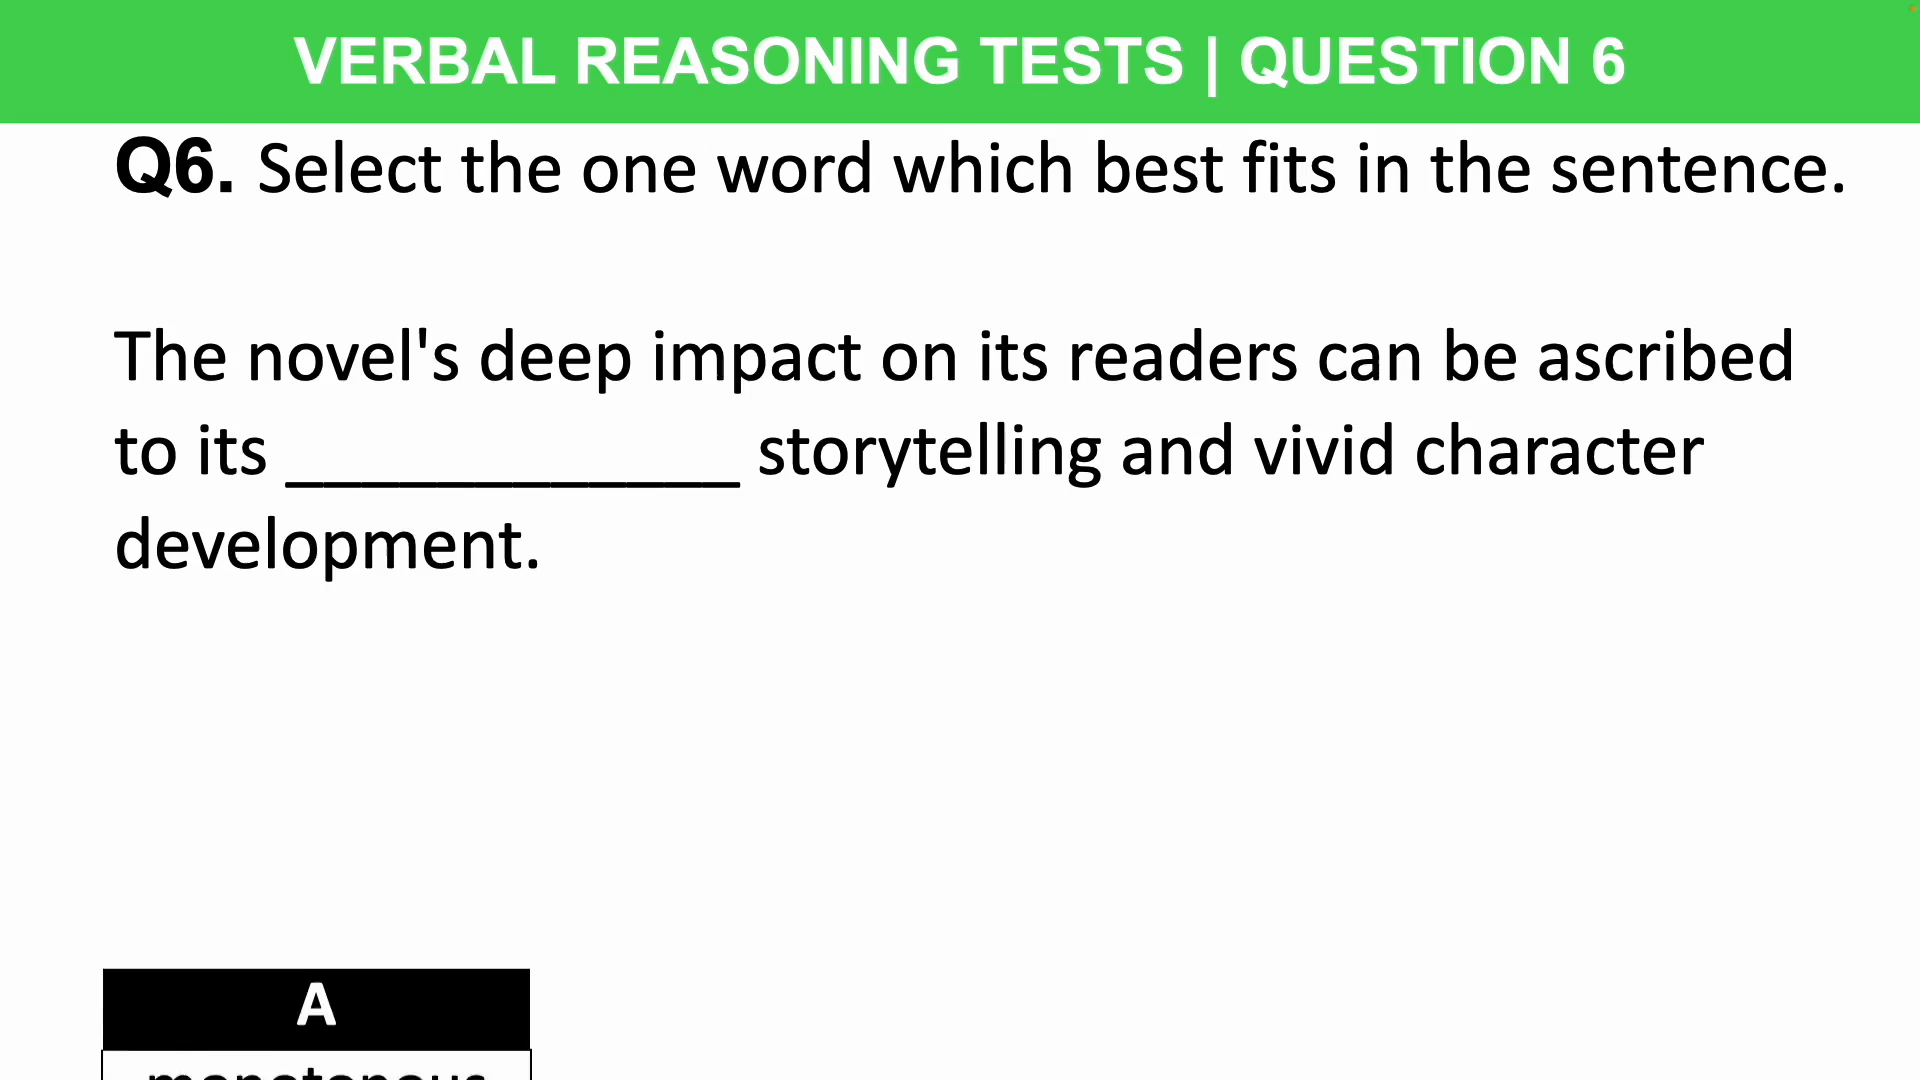 VERBAL REASONING TESTS | QUESTION 6
Q6. Select the one word which best fits in the sentence.
The novel's deep impact on its readers can be ascribed
to its ____________ storytelling and vivid character
development.
A
monotonous